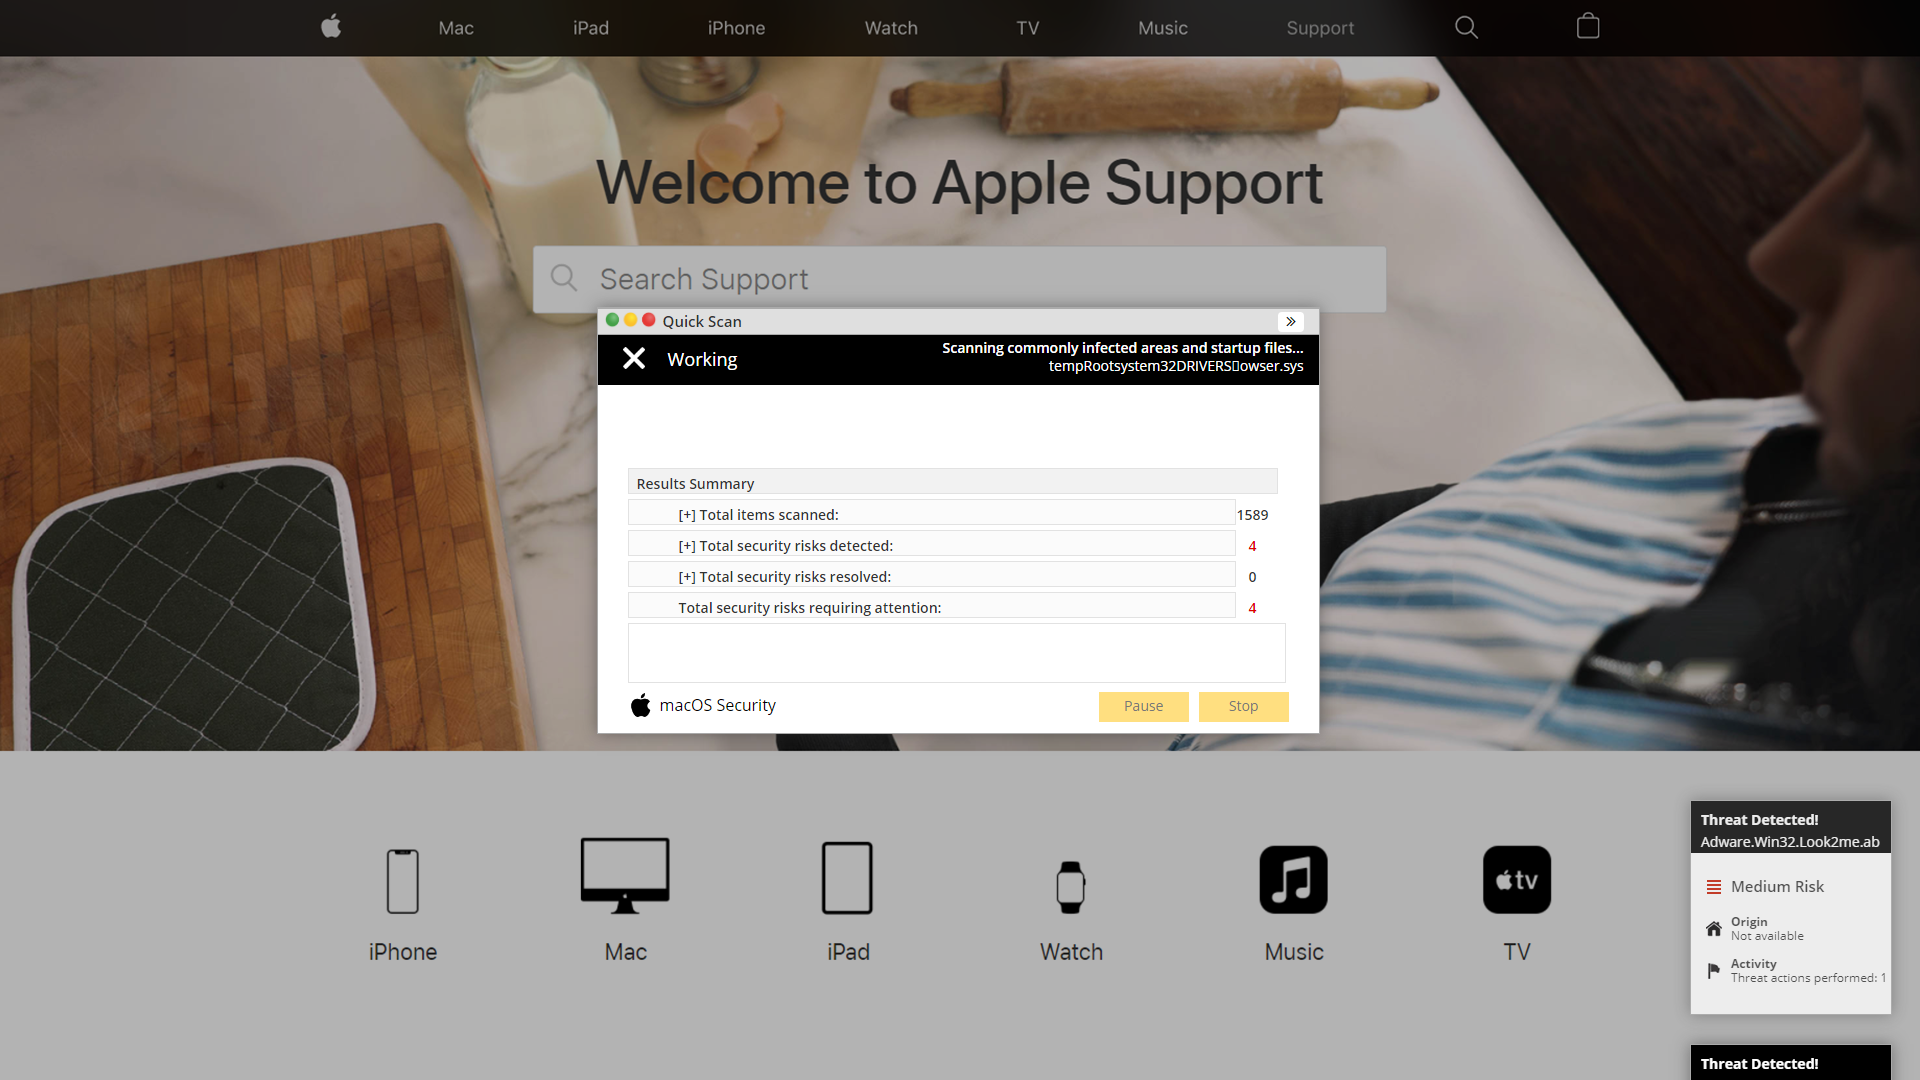 Mac
iPad
iPhone
Watch
TV
Music
Support
Welcome to Apple Support
Search Support
Quick Scan
Working
Scanning commonly infected areas and startup files...
tempRootsystem32DRIVERS▯owser.sys
Results Summary
[+] Total items scanned: 1589
[+] Total security risks detected: 4
[+] Total security risks resolved: 0
Total security risks requiring attention: 4
macOS Security
Pause
Stop
iPhone
Mac
iPad
Watch
tv
Music
TV
Threat Detected!
Adware.Win32.Look2me.ab
Medium Risk
Origin
Not available
Activity
Threat actions performed: 1
Threat Detected!